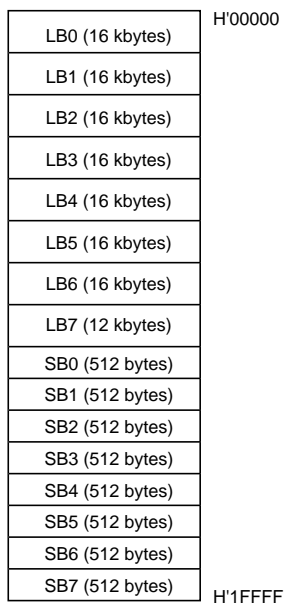 H'00000
LB0 (16 kbytes)
LB1 (16 kbytes)
LB2 (16 kbytes)
LB3 (16 kbytes)
LB4 (16 kbytes)
LB5 (16 kbytes)
LB6 (16 kbytes)
LB7 (12 kbytes)
SB0 (512 bytes)
SB1 (512 bytes)
SB2 (512 bytes)
SB3 (512 bytes)
SB4 (512 bytes)
SB5 (512 bytes)
SB6 (512 bytes)
SB7 (512 bytes)
H'1FFFF